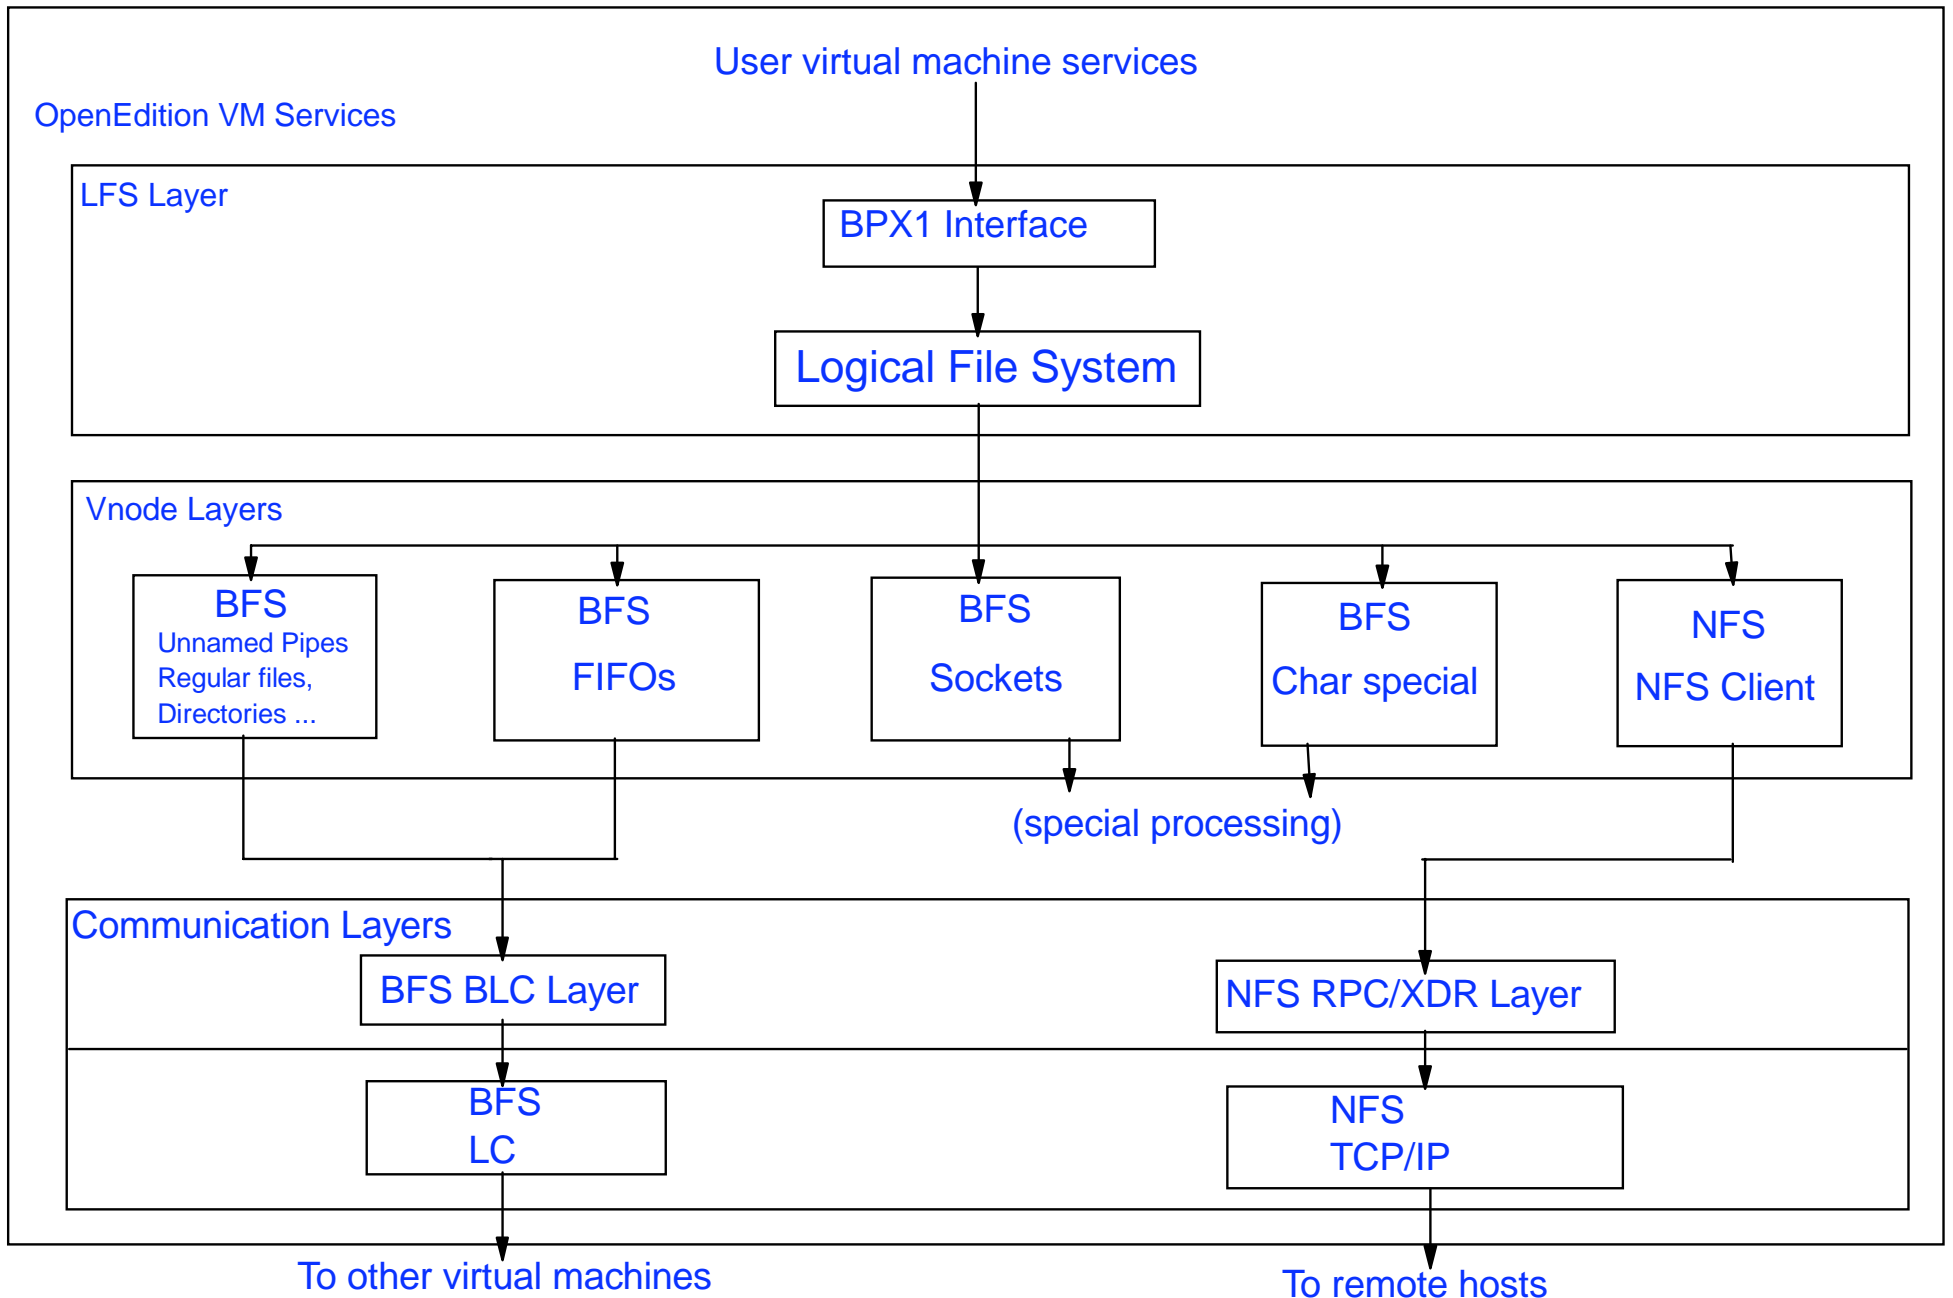 User virtual machine services
OpenEdition VM Services
LFS Layer
BPX1 Interface
Logical File System
Vnode Layers
BFS
Unnamed Pipes
Regular files,
Directories ...
BFS
FIFOs
BFS
Sockets
BFS
Char special
NFS
NFS Client
(special processing)
Communication Layers
BFS BLC Layer
NFS RPC/XDR Layer
BFS
LC
NFS
TCP/IP
To other virtual machines
To remote hosts